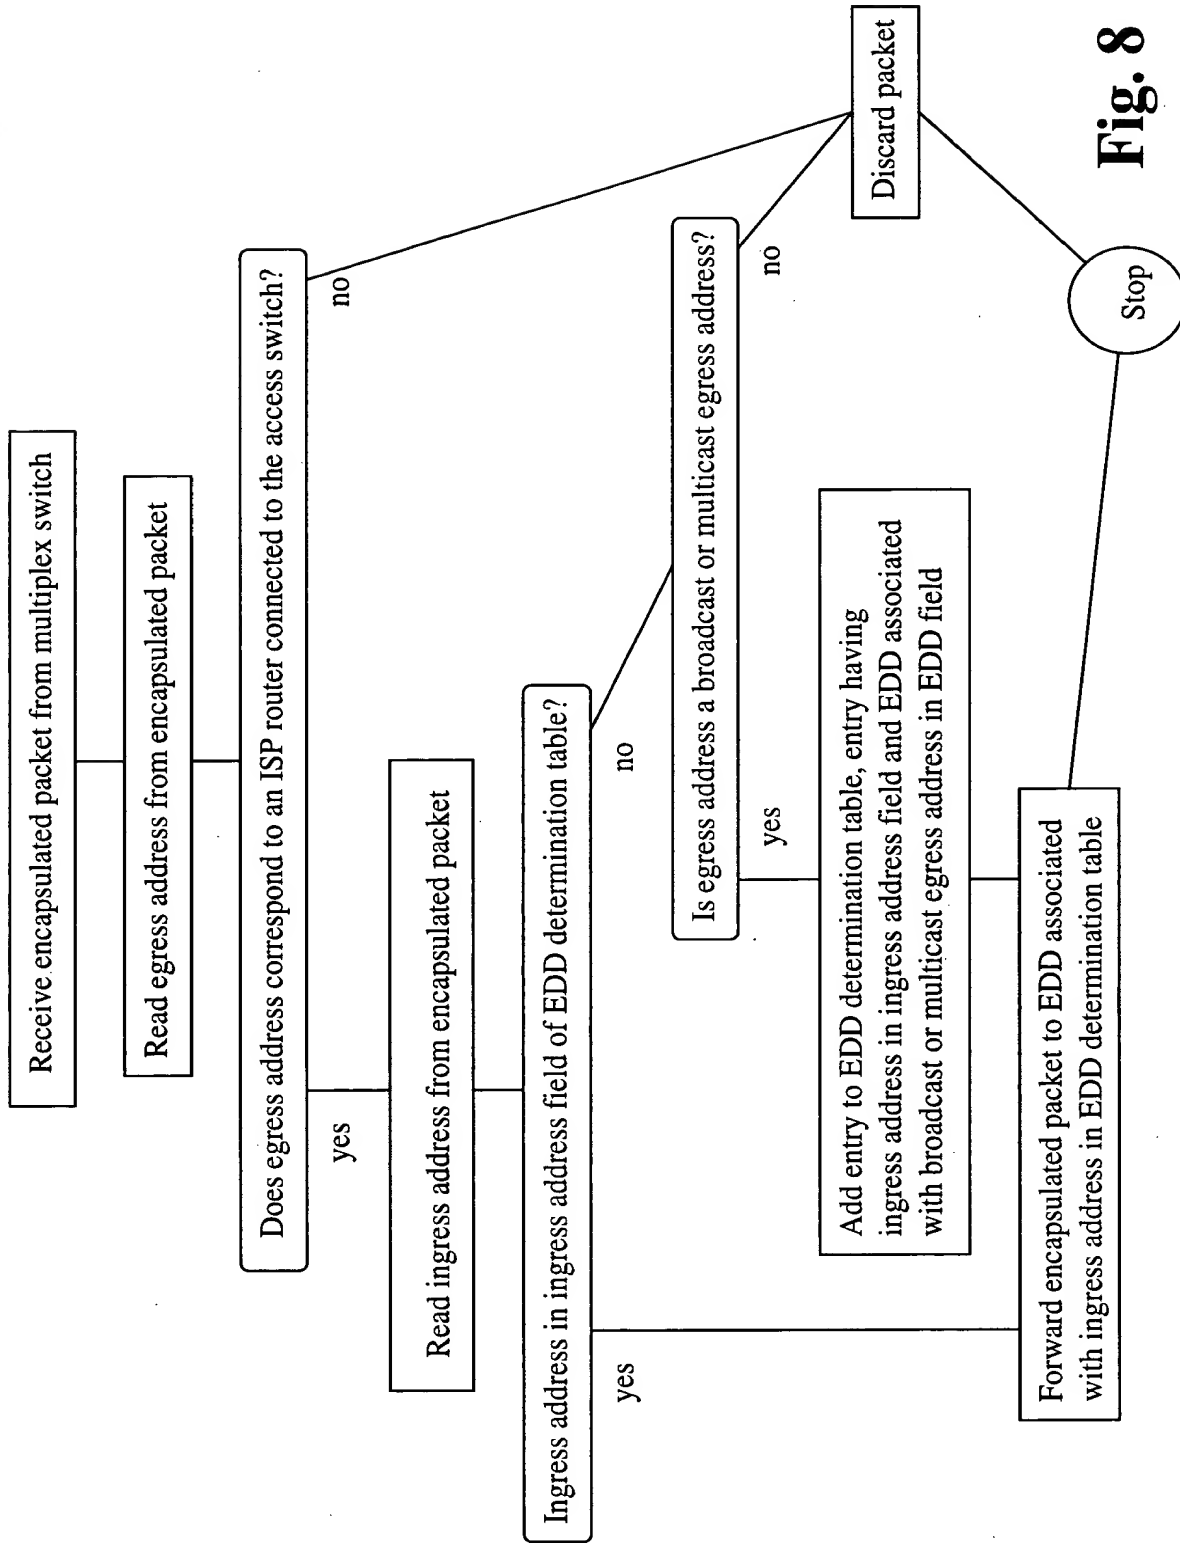 Receive encapsulated packet from multiplex switch
Read egress address from encapsulated packet
Does egress address correspond to an ISP router connected to the access switch?
yes
no
Read ingress address from encapsulated packet
Ingress address in ingress address field of EDD determination table?
yes
no
Is egress address a broadcast or multicast egress address?
yes
no
Add entry to EDD determination table, entry having
ingress address in ingress address field and EDD associated
with broadcast or multicast egress address in EDD field
Discard packet
Forward encapsulated packet to EDD associated
with ingress address in EDD determination table
Stop
Fig. 8